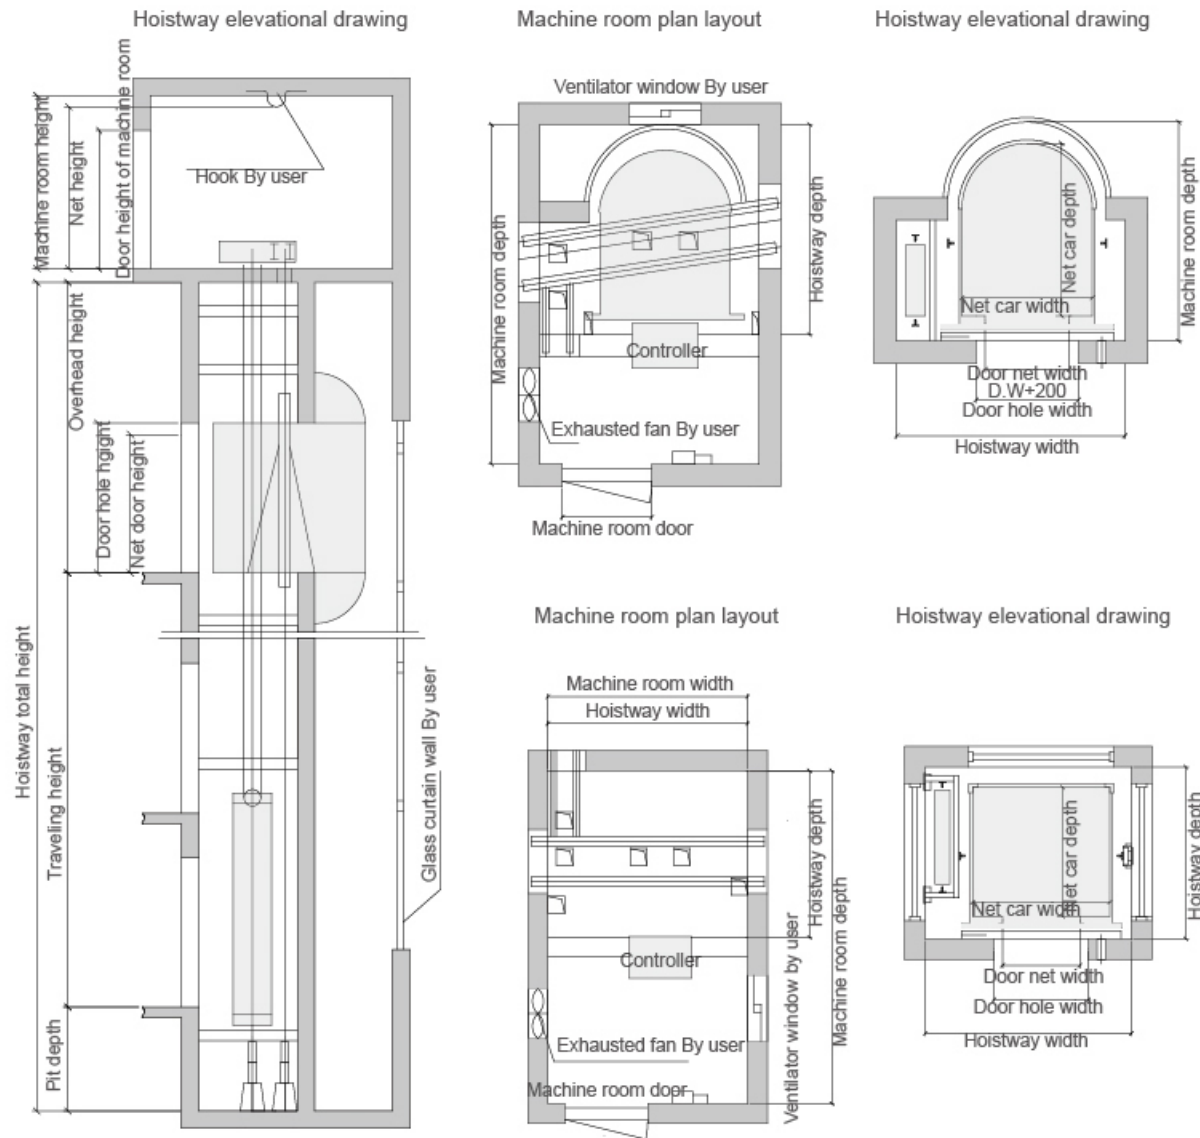 Hoistway elevational drawing
Machine room height
Net height
Door height of machine room
Hook By user
Overhead height
Door hole hgight
Net door height
Hoistway total height
Traveling height
Glass curtain wall By user
Pit depth
Machine room plan layout
Ventilator window By user
Machine room depth
Hoistway depth
Controller
Exhausted fan By user
Machine room door
Hoistway elevational drawing
Net car depth
Machine room depth
Net car width
Door net width
D.W+200
Door hole width
Hoistway width
Machine room plan layout
Machine room width
Hoistway width
Hoistway depth
Machine room depth
Ventilator window by user
Controller
Exhausted fan By user
Machine room door
Hoistway elevational drawing
Net car depth
Hoistway depth
Net car width
Door net width
Door hole width
Hoistway width